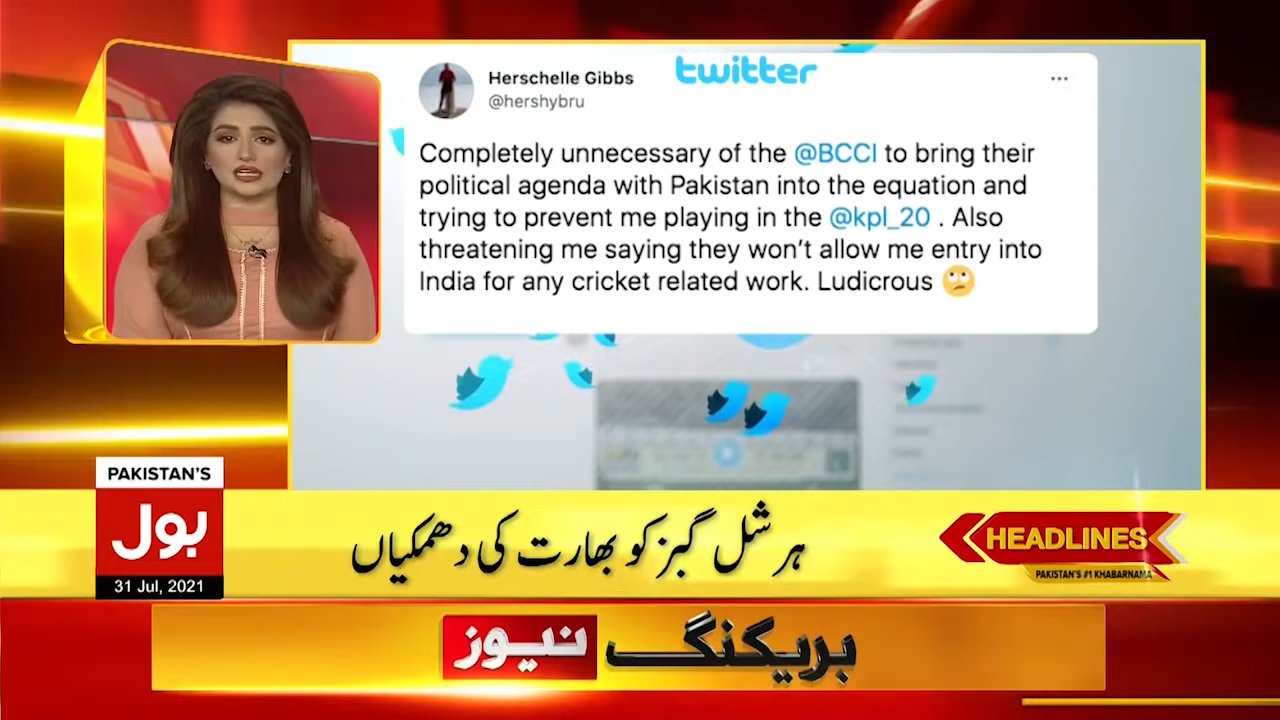 twitter
Herschelle Gibbs
@hershybru
Completely unnecessary of the @BCCI to bring their
political agenda with Pakistan into the equation and
trying to prevent me playing in the @kpl_20 . Also
threatening me saying they won’t allow me entry into
India for any cricket related work. Ludicrous 🙄
PAKISTAN'S
بول
31 Jul, 2021
ہرشل گبز کو بھارت کی دھمکیاں
HEADLINES
PAKISTAN'S #1 KHABARNAMA
بریکنگ نیوز